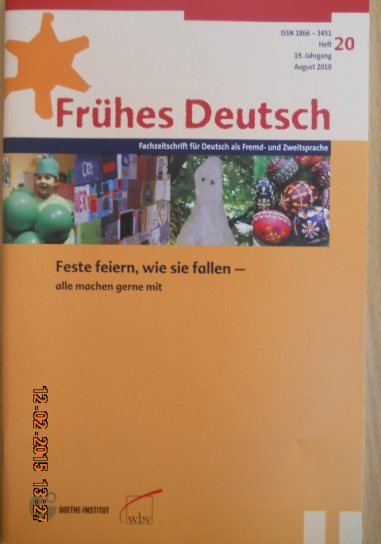 ISSN 1866 – 3451
Heft 20
19. Jahrgang
August 2010
Frühes Deutsch
Fachzeitschrift für Deutsch als Fremd- und Zweitsprache
Feste feiern, wie sie fallen –
alle machen gerne mit
12.02.2015 13:27
GOETHE-INSTITUT
wbv